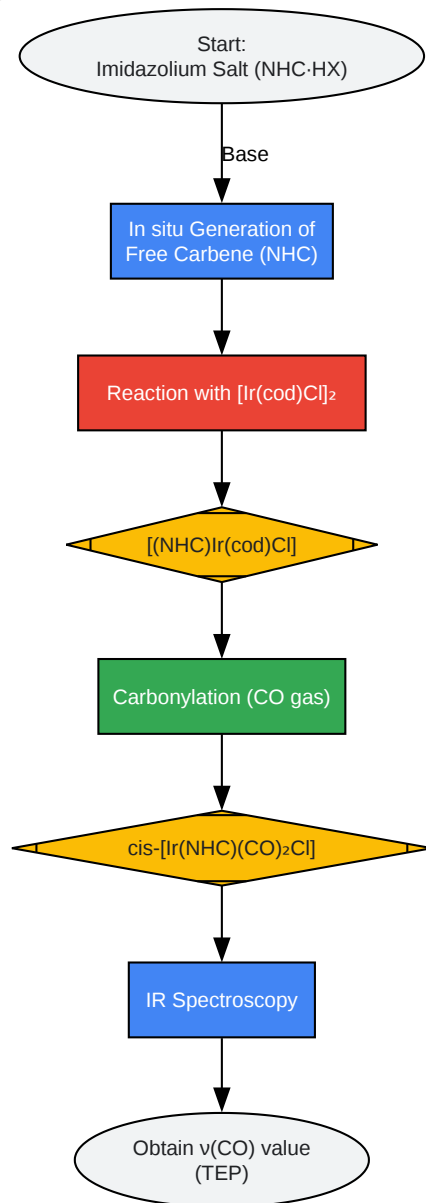 Start:
Imidazolium Salt (NHC·HX)
Base
In situ Generation of
Free Carbene (NHC)
Reaction with [Ir(cod)Cl]₂
[(NHC)Ir(cod)Cl]
Carbonylation (CO gas)
cis-[Ir(NHC)(CO)₂Cl]
IR Spectroscopy
Obtain ν(CO) value
(TEP)